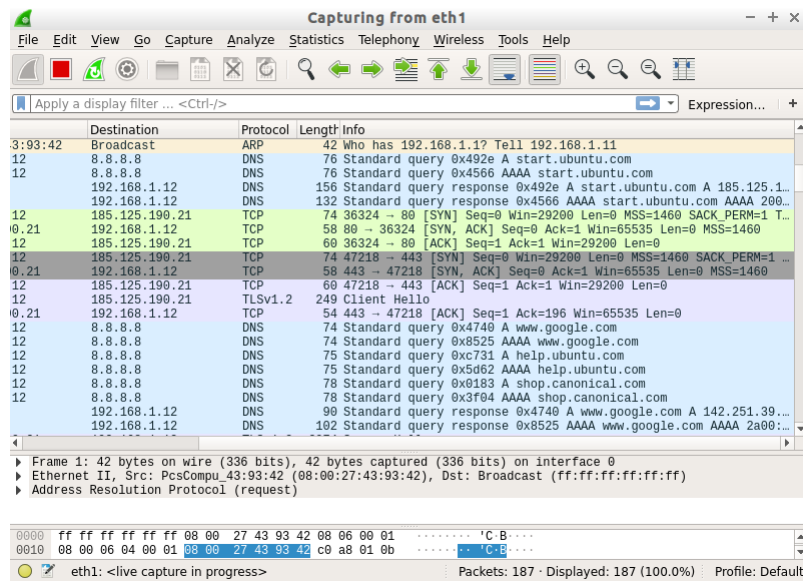 Capturing from eth1
File Edit View Go Capture Analyze Statistics Telephony Wireless Tools Help
Apply a display filter ... <Ctrl-/> Expression... +
Destination Protocol Length Info
3:93:42 Broadcast ARP 42 Who has 192.168.1.1? Tell 192.168.1.11
12 8.8.8.8 DNS 76 Standard query 0x492e A start.ubuntu.com
12 8.8.8.8 DNS 76 Standard query 0x4566 AAAA start.ubuntu.com
192.168.1.12 DNS 156 Standard query response 0x492e A start.ubuntu.com A 185.125.1...
192.168.1.12 DNS 132 Standard query response 0x4566 AAAA start.ubuntu.com AAAA 200...
12 185.125.190.21 TCP 74 36324 → 80 [SYN] Seq=0 Win=29200 Len=0 MSS=1460 SACK_PERM=1 T...
0.21 192.168.1.12 TCP 58 80 → 36324 [SYN, ACK] Seq=0 Ack=1 Win=65535 Len=0 MSS=1460
12 185.125.190.21 TCP 60 36324 → 80 [ACK] Seq=1 Ack=1 Win=29200 Len=0
12 185.125.190.21 TCP 74 47218 → 443 [SYN] Seq=0 Win=29200 Len=0 MSS=1460 SACK_PERM=1 ...
0.21 192.168.1.12 TCP 58 443 → 47218 [SYN, ACK] Seq=0 Ack=1 Win=65535 Len=0 MSS=1460
12 185.125.190.21 TCP 60 47218 → 443 [ACK] Seq=1 Ack=1 Win=29200 Len=0
12 185.125.190.21 TLSv1.2 249 Client Hello
0.21 192.168.1.12 TCP 54 443 → 47218 [ACK] Seq=1 Ack=196 Win=65535 Len=0
12 8.8.8.8 DNS 74 Standard query 0x4740 A www.google.com
12 8.8.8.8 DNS 74 Standard query 0x8525 AAAA www.google.com
12 8.8.8.8 DNS 75 Standard query 0xc731 A help.ubuntu.com
12 8.8.8.8 DNS 75 Standard query 0x5d62 AAAA help.ubuntu.com
12 8.8.8.8 DNS 78 Standard query 0x0183 A shop.canonical.com
12 8.8.8.8 DNS 78 Standard query 0x3f04 AAAA shop.canonical.com
192.168.1.12 DNS 90 Standard query response 0x4740 A www.google.com A 142.251.39....
192.168.1.12 DNS 102 Standard query response 0x8525 AAAA www.google.com AAAA 2a00:...
Frame 1: 42 bytes on wire (336 bits), 42 bytes captured (336 bits) on interface 0
Ethernet II, Src: PcsCompu_43:93:42 (08:00:27:43:93:42), Dst: Broadcast (ff:ff:ff:ff:ff:ff)
Address Resolution Protocol (request)
0000 ff ff ff ff ff ff 08 00 27 43 93 42 08 06 00 01 ········ 'C·B····
0010 08 00 06 04 00 01 08 00 27 43 93 42 c0 a8 01 0b ········ 'C·B····
eth1: <live capture in progress> Packets: 187 · Displayed: 187 (100.0%) Profile: Default